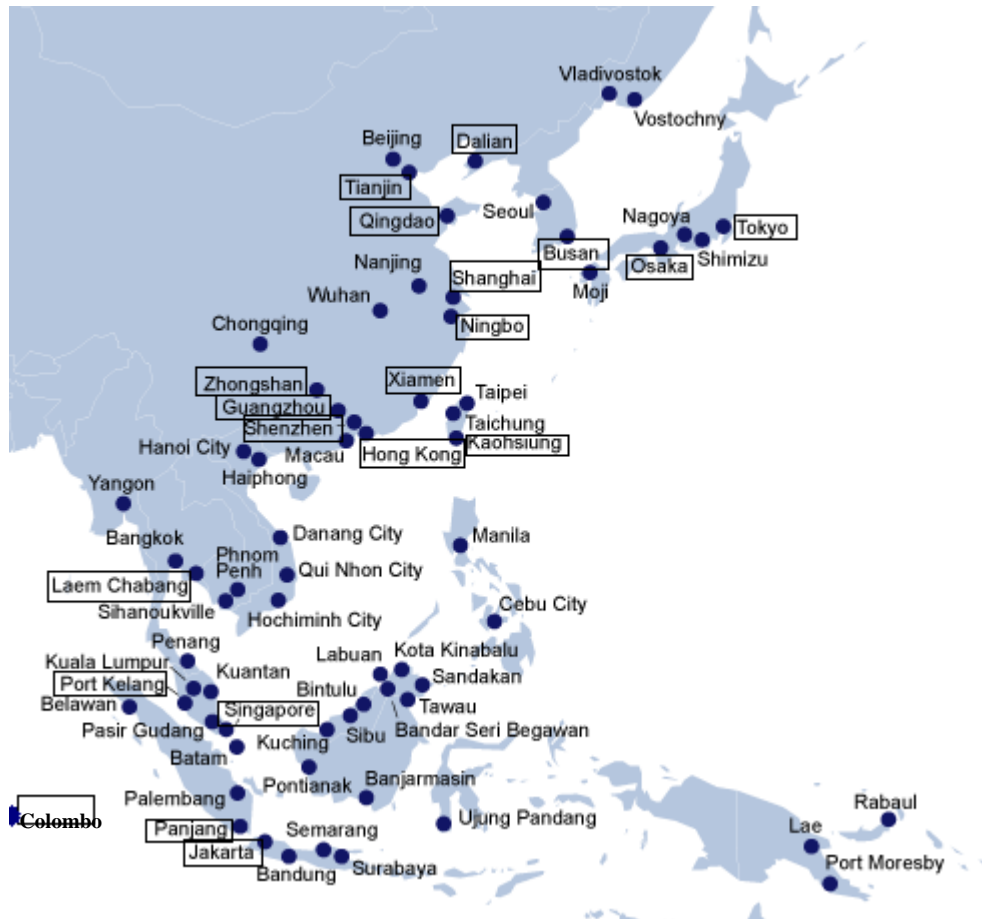 Vladivostok
Vostochny
Beijing
Dalian
Tianjin
Qingdao
Seoul
Nagoya
Tokyo
Busan
Osaka
Shimizu
Nanjing
Shanghai
Moji
Wuhan
Ningbo
Chongqing
Zhongshan
Xiamen
Taipei
Guangzhou
Taichung
Shenzhen
Kaohsiung
Hanoi City
Macau
Hong Kong
Haiphong
Yangon
Danang City
Manila
Bangkok
Phnom
Penh
Qui Nhon City
Laem Chabang
Sihanoukville
Hochiminh City
Cebu City
Penang
Labuan
Kota Kinabalu
Kuala Lumpur
Kuantan
Sandakan
Port Kelang
Bintulu
Belawan
Singapore
Tawau
Pasir Gudang
Kuching
Sibu
Bandar Seri Begawan
Batam
Pontianak
Banjarmasin
Palembang
Rabaul
Colombo
Ujung Pandang
Panjang
Semarang
Lae
Jakarta
Bandung
Surabaya
Port Moresby